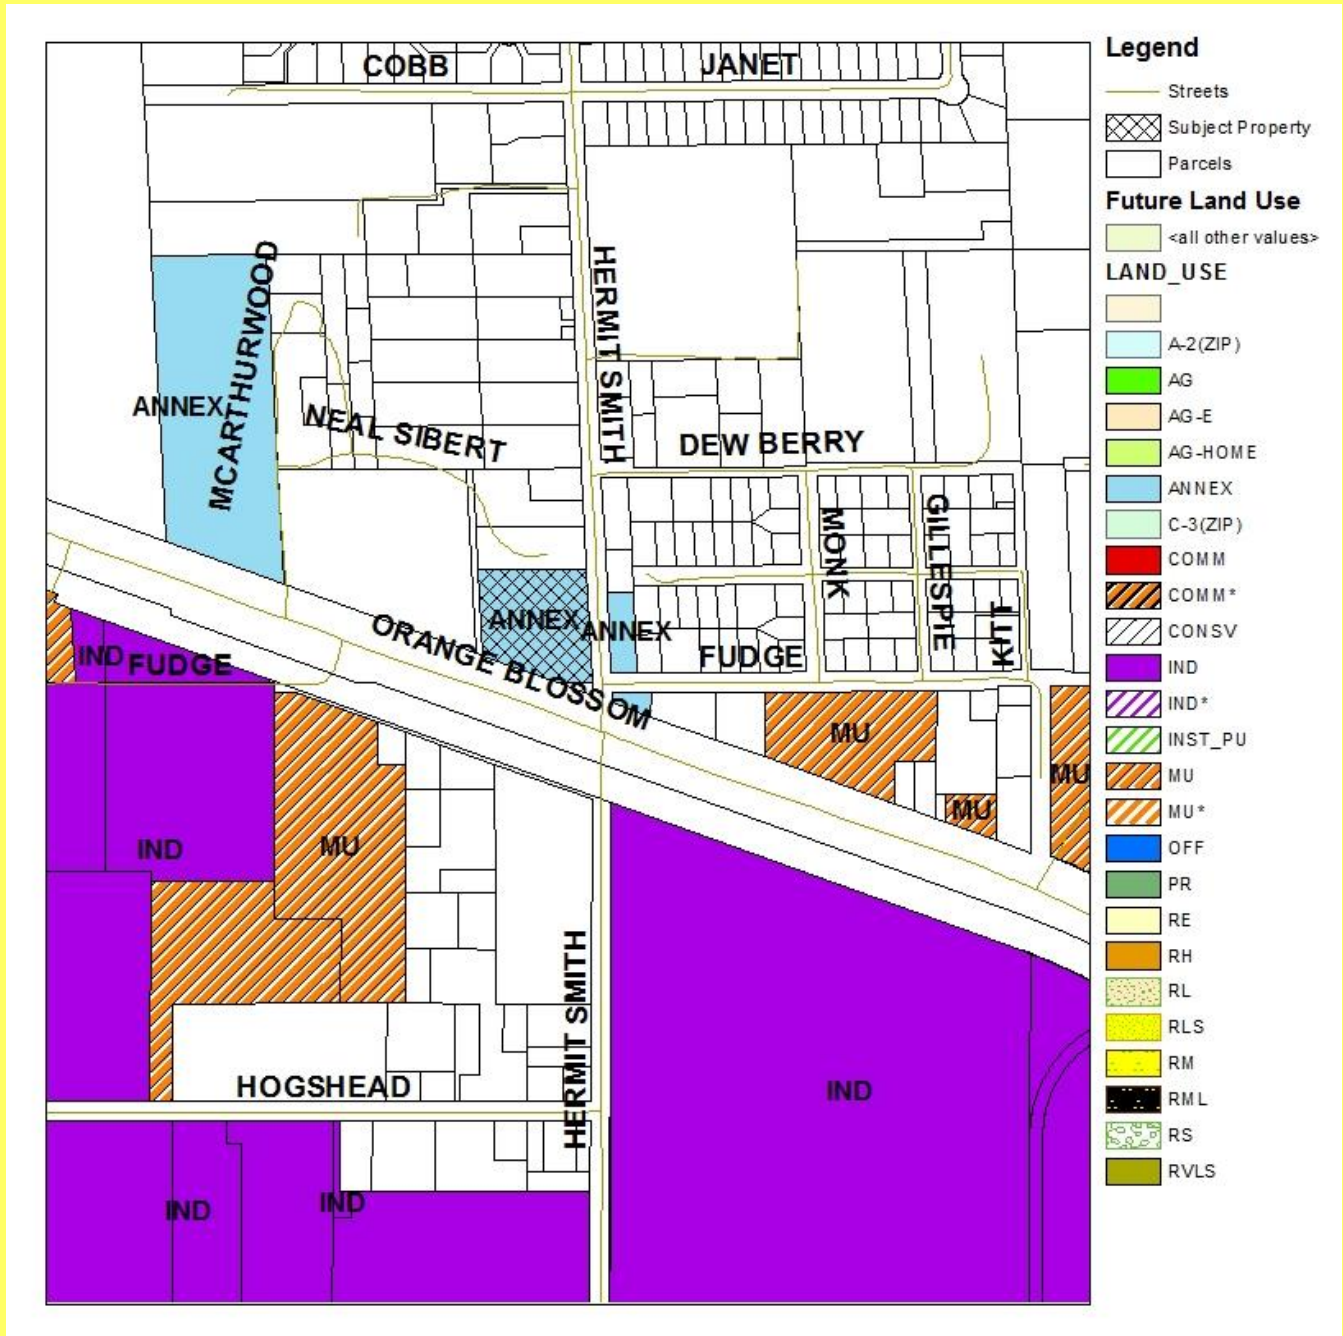 COBB
JANET
MCARTHURWOOD
HERMIT SMITH
ANNEX
NEAL SIBERT
DEW BERRY
MONK
GILLESPIE
KITT
ANNEX
ANNEX
ORANGE BLOSSOM
FUDGE
IND
FUDGE
MU
MU
MU
IND
MU
HERMIT SMITH
HOGSHEAD
IND
IND
IND
Legend
Streets
Subject Property
Parcels
Future Land Use
<all other values>
LAND_USE
A-2(ZIP)
AG
AG-E
AG-HOME
ANNEX
C-3(ZIP)
COMM
COMM*
CONSV
IND
IND*
INST_PU
MU
MU*
OFF
PR
RE
RH
RL
RLS
RM
RML
RS
RVLS